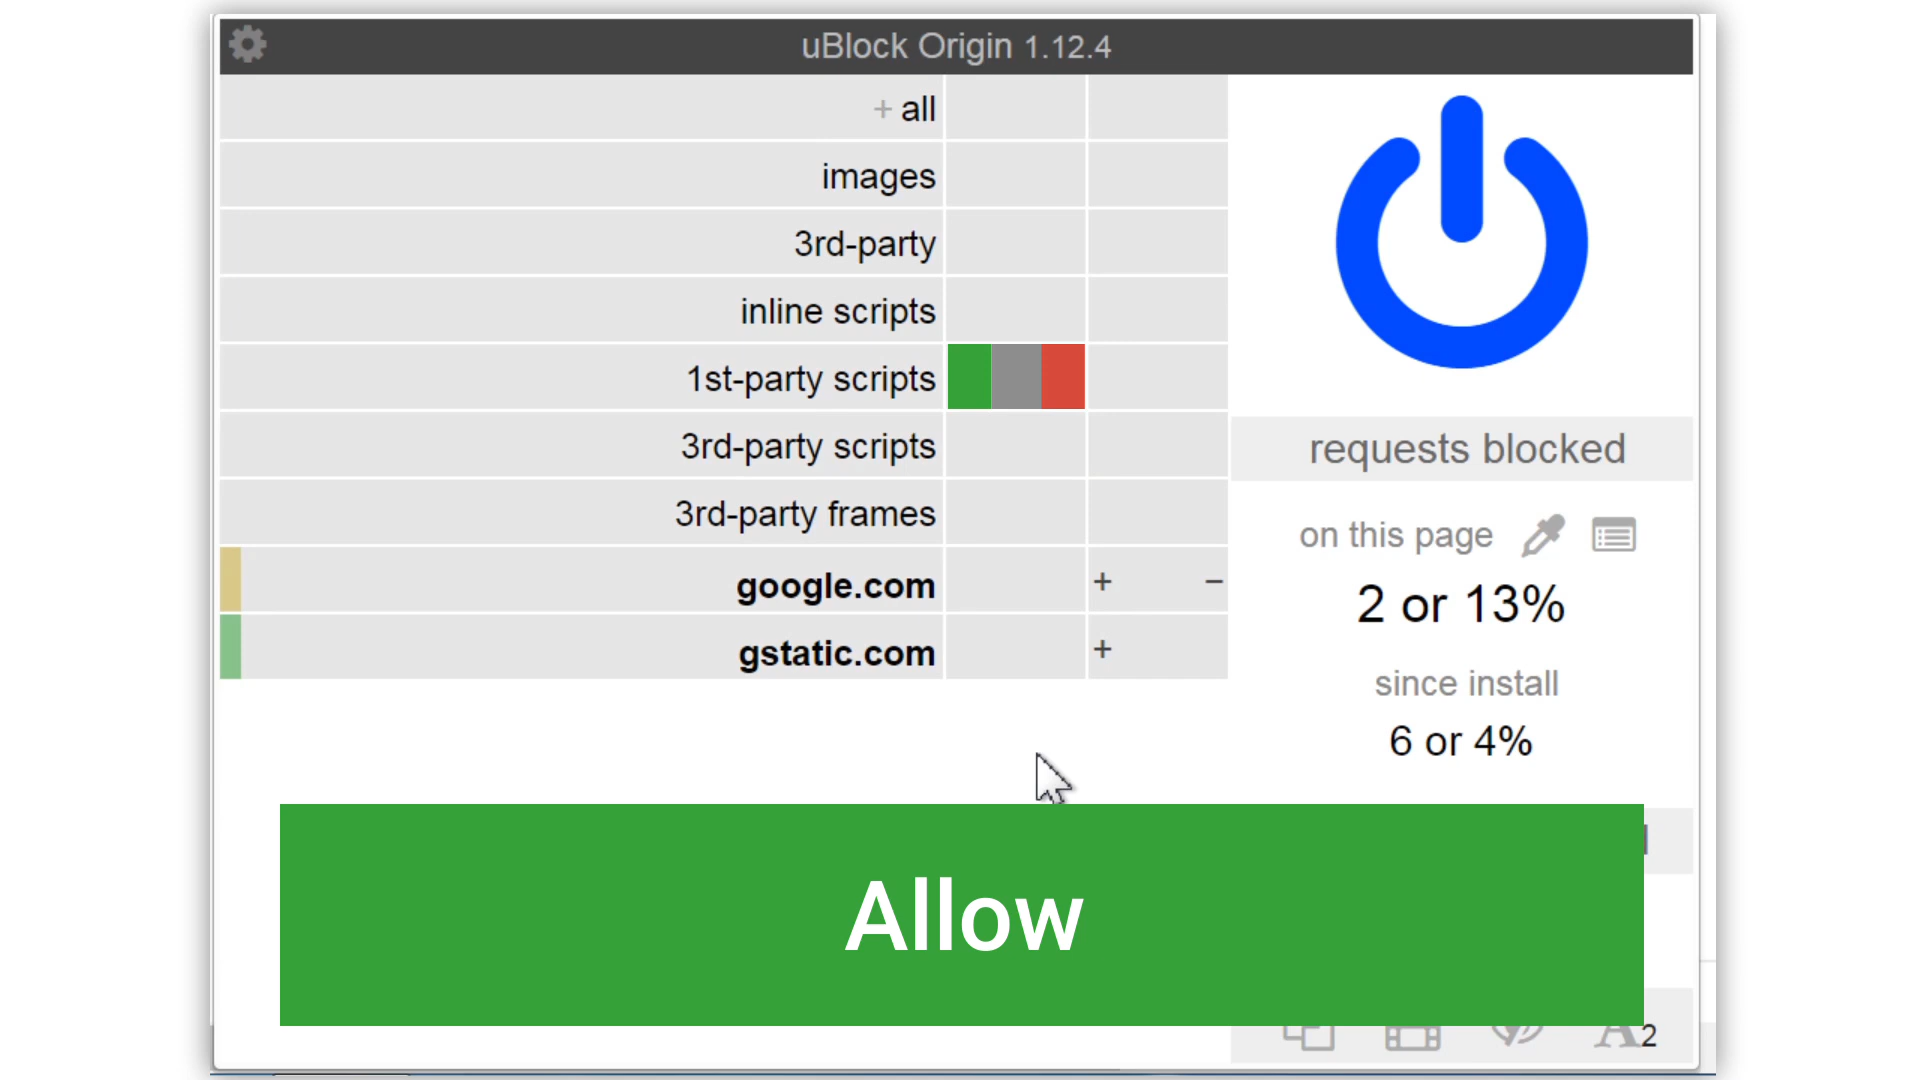 uBlock Origin 1.12.4
+ all
images
3rd-party
inline scripts
1st-party scripts
3rd-party scripts
3rd-party frames
google.com + −
gstatic.com +
requests blocked
on this page
2 or 13%
since install
6 or 4%
Allow
A2